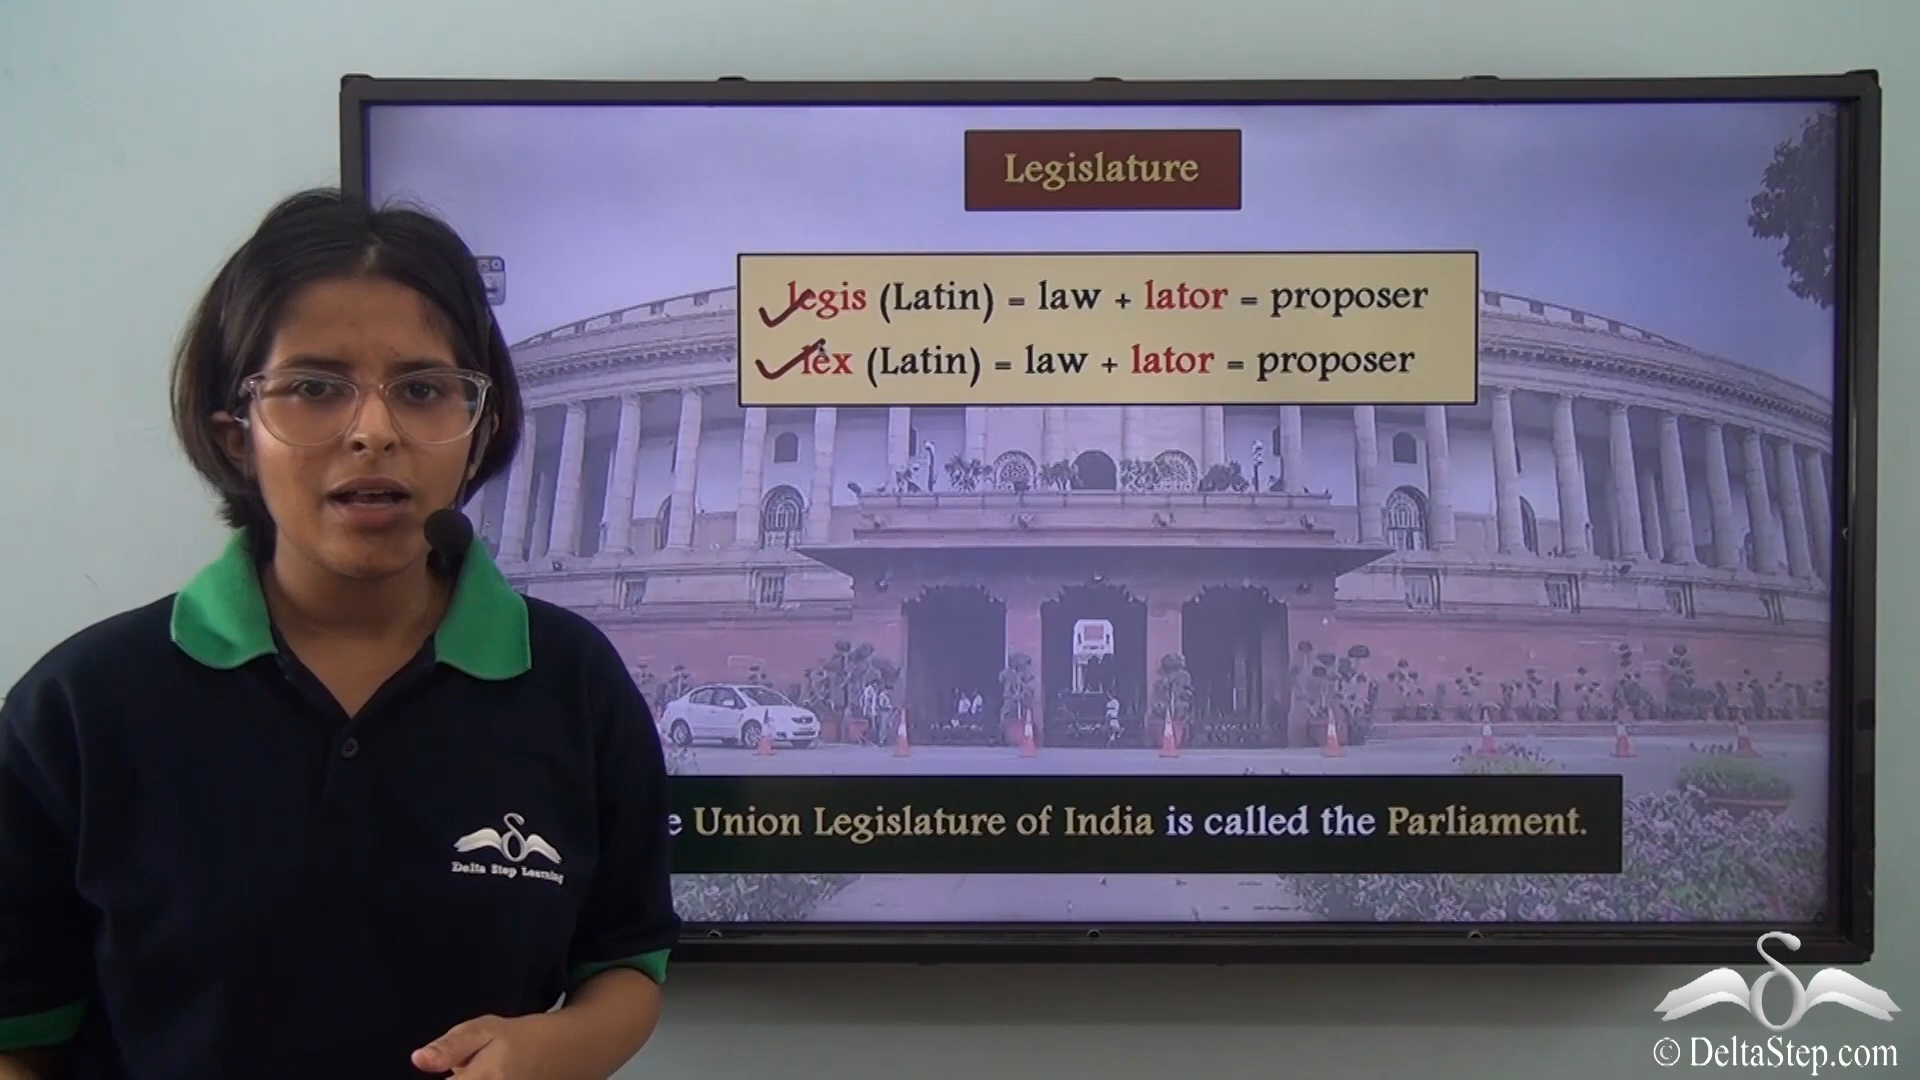 Legislature
legis (Latin) = law + lator = proposer
lex (Latin) = law + lator = proposer
e Union Legislature of India is called the Parliament.
Delta Step Learning
© DeltaStep.com